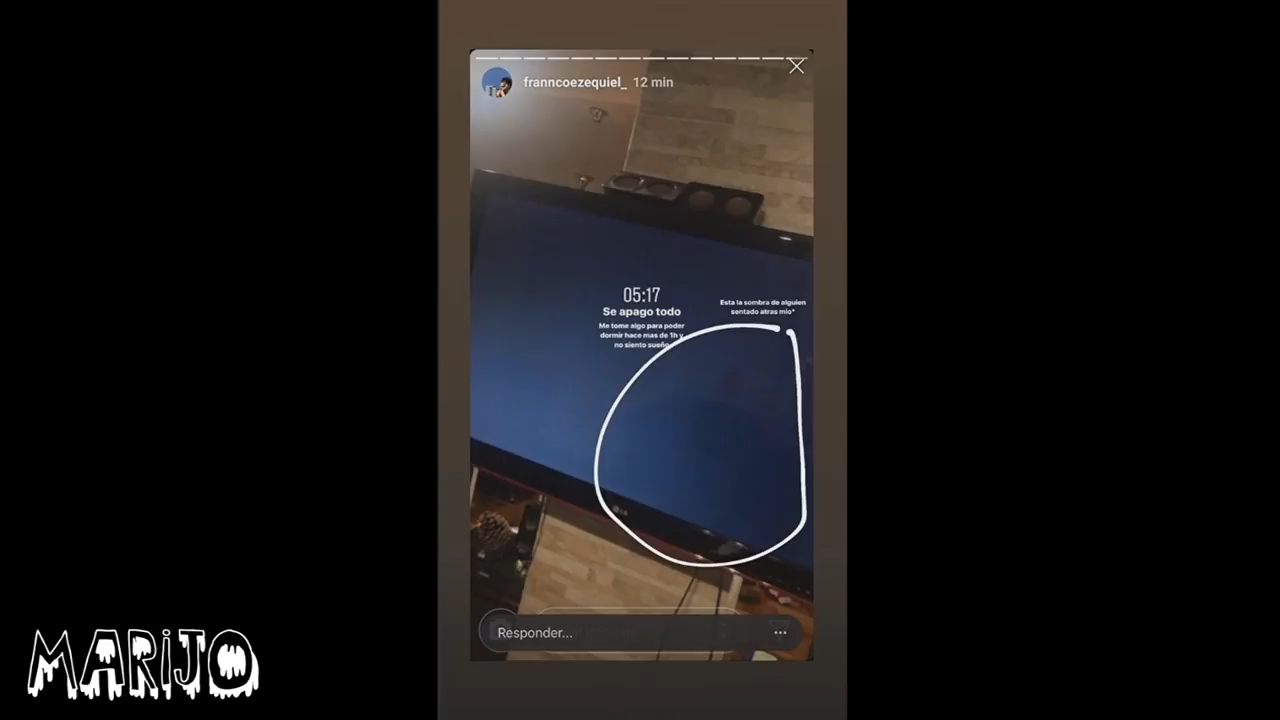 franncoezequiel_ 12 min
05:17
Se apago todo
Me tome algo para poder
dormir hace mas de 1h y
no siento sueño
Esta la sombra de alguien
sentado atras mio*
LG
Responder...
MARiJO